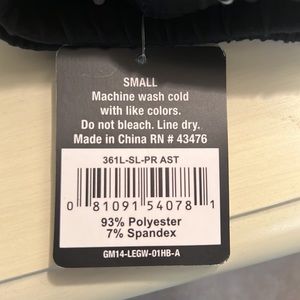 SMALL
Machine wash cold
with like colors.
Do not bleach. Line dry.
Made in China RN # 43476
361L-SL-PR AST
0 81091 54078 1
93% Polyester
7% Spandex
GM14-LEGW-01HB-A